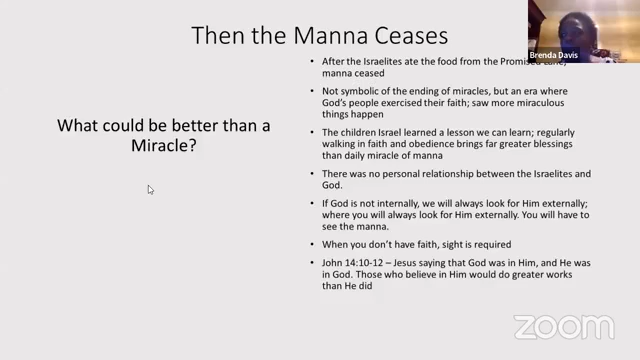 Then the Manna Ceases
Brenda Davis
What could be better than a
Miracle?
• After the Israelites ate the food from the Promised Land,
manna ceased
• Not symbolic of the ending of miracles, but an era where
God's people exercised their faith; saw more miraculous
things happen
• The children Israel learned a lesson we can learn; regularly
walking in faith and obedience brings far greater blessings
than daily miracle of manna
• There was no personal relationship between the Israelites and
God.
• If God is not internally, we will always look for Him externally;
where you will always look for Him externally. You will have to
see the manna.
• When you don't have faith, sight is required
• John 14:10-12 – Jesus saying that God was in Him, and He was
in God. Those who believe in Him would do greater works
than He did
zoom